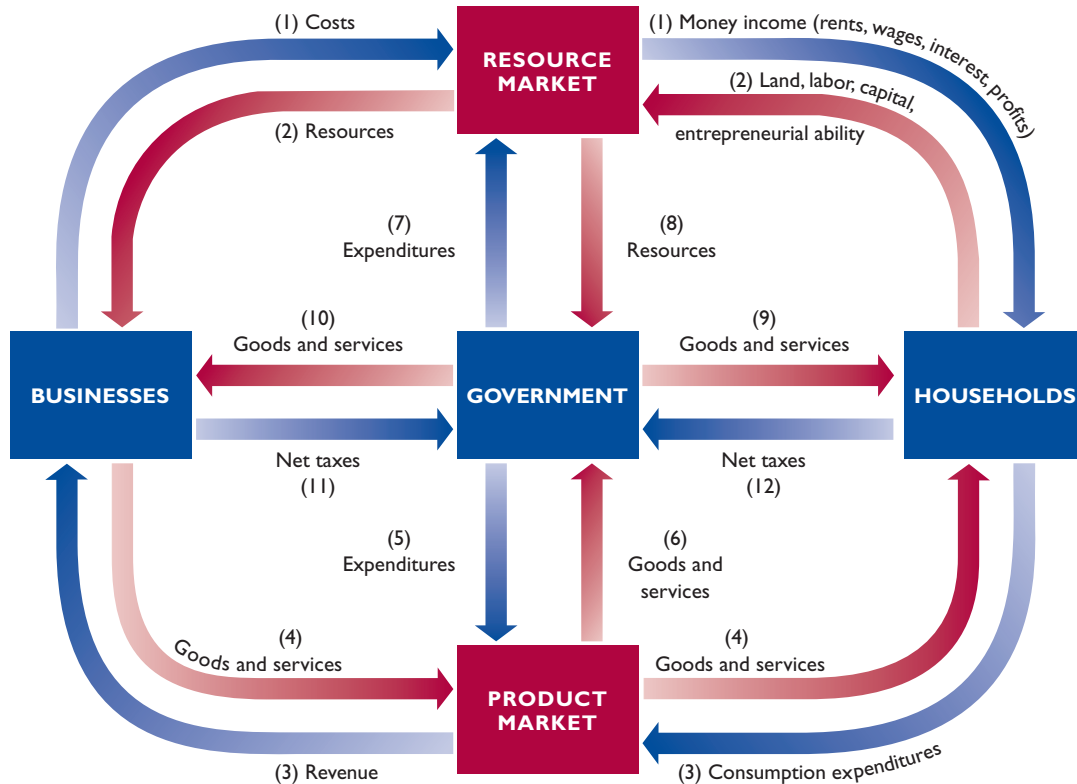 (1) Costs
RESOURCE
MARKET
(1) Money income (rents, wages, interest, profits)
(2) Resources
(2) Land, labor, capital,
entrepreneurial ability
(7)
Expenditures
(8)
Resources
(10)
Goods and services
(9)
Goods and services
BUSINESSES
GOVERNMENT
HOUSEHOLDS
Net taxes
(11)
Net taxes
(12)
(5)
Expenditures
(6)
Goods and
services
(4)
Goods and services
(4)
Goods and services
PRODUCT
MARKET
(3) Revenue
(3) Consumption expenditures